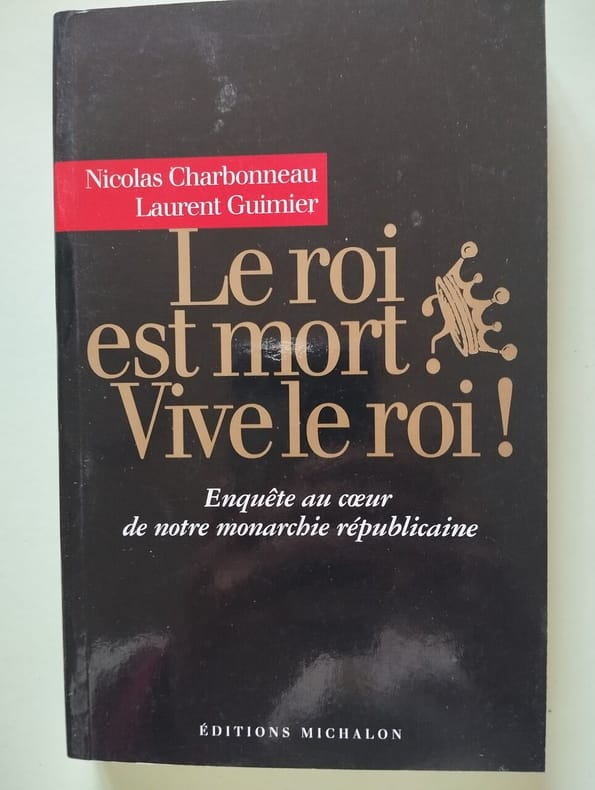 Nicolas Charbonneau
Laurent Guimier
Le roi
est mort ?
Vive le roi !
Enquête au cœur
de notre monarchie républicaine
ÉDITIONS MICHALON